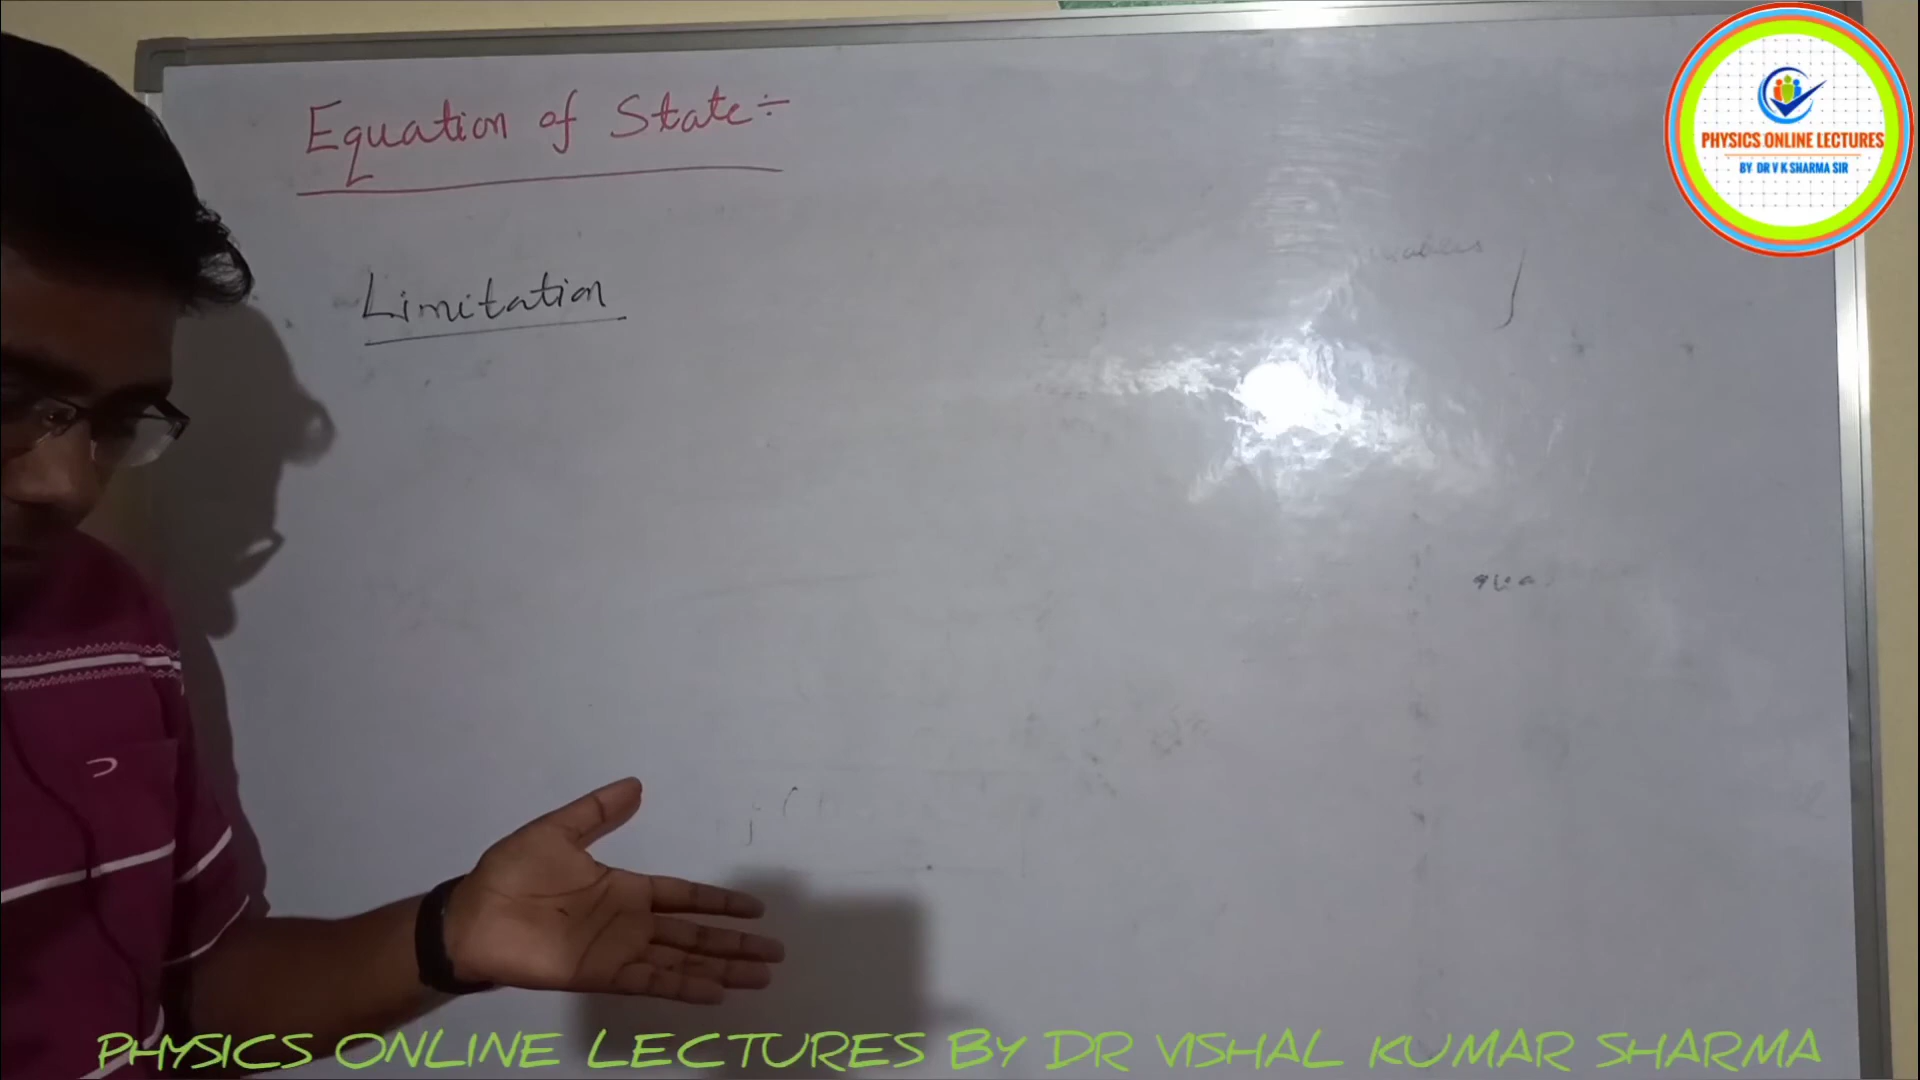 Equation of State÷
Limitation
PHYSICS ONLINE LECTURES
BY DR V K SHARMA SIR
PHYSICS ONLINE LECTURES BY DR VISHAL KUMAR SHARMA